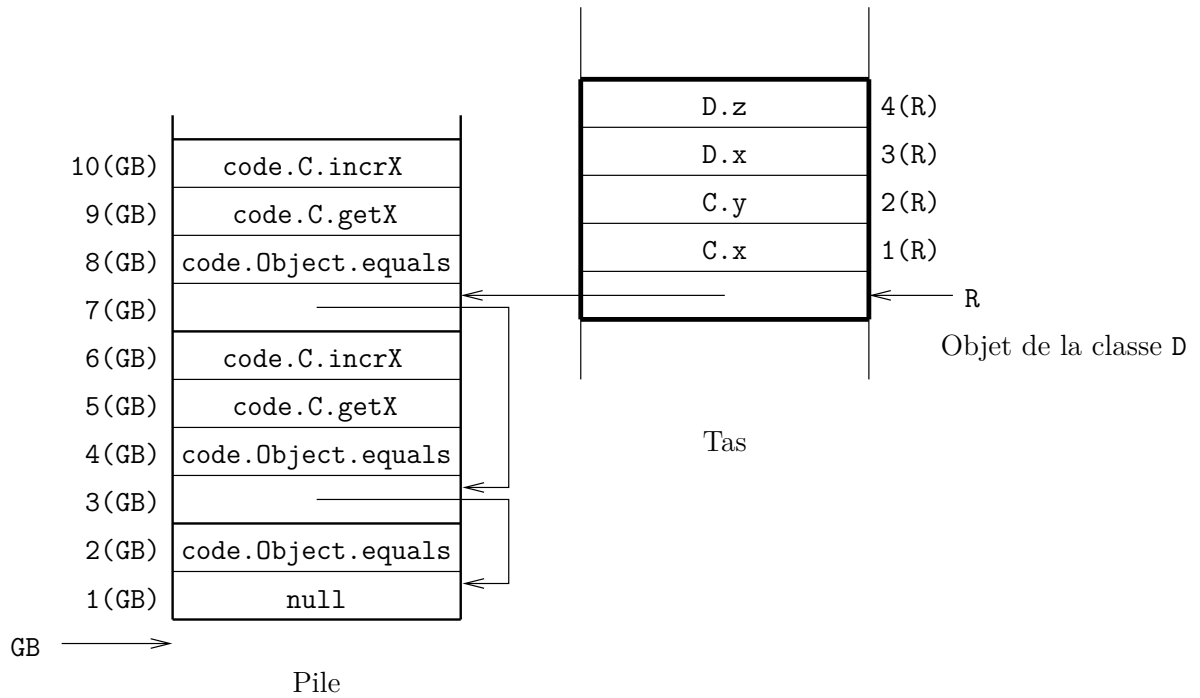 D.z 4(R)
D.x 3(R)
C.y 2(R)
C.x 1(R)
R
Objet de la classe D
Tas
10(GB) code.C.incrX
9(GB) code.C.getX
8(GB) code.Object.equals
7(GB)
6(GB) code.C.incrX
5(GB) code.C.getX
4(GB) code.Object.equals
3(GB)
2(GB) code.Object.equals
1(GB) null
GB
Pile